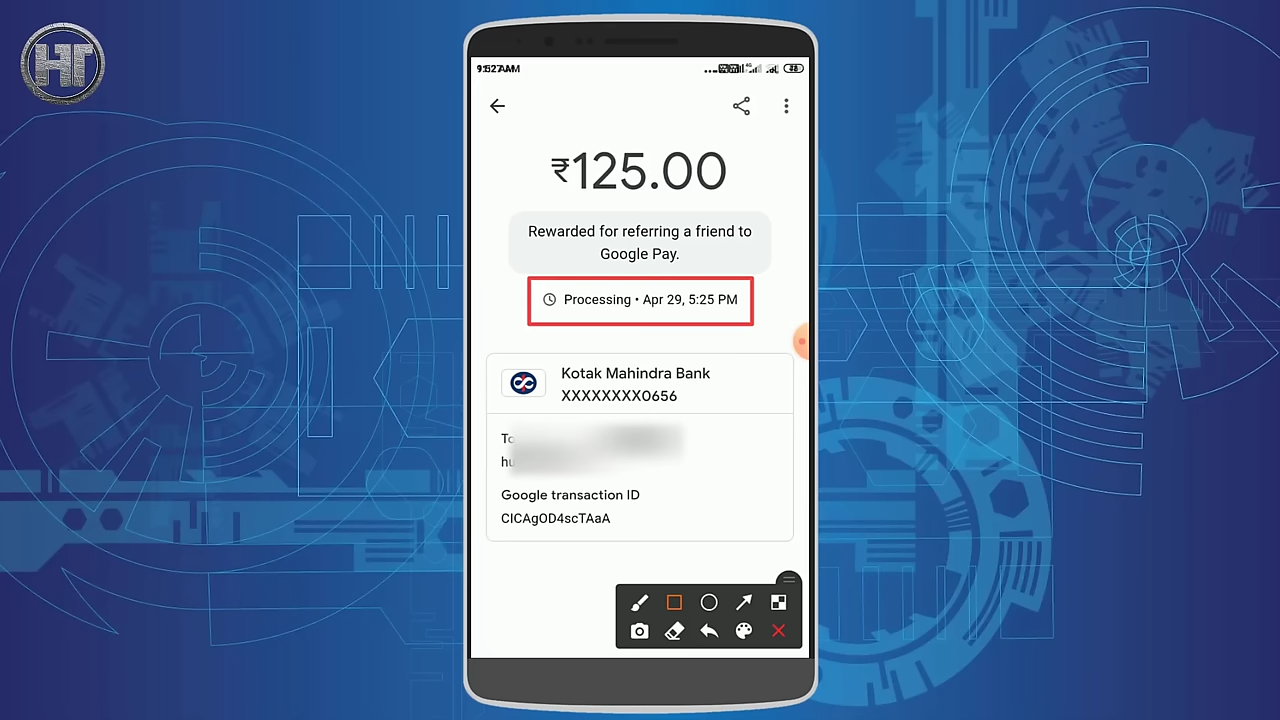 HT
₹125.00
Rewarded for referring a friend to
Google Pay.
Processing • Apr 29, 5:25 PM
Kotak Mahindra Bank
XXXXXXXX0656
Google transaction ID
CICAgOD4scTAaA